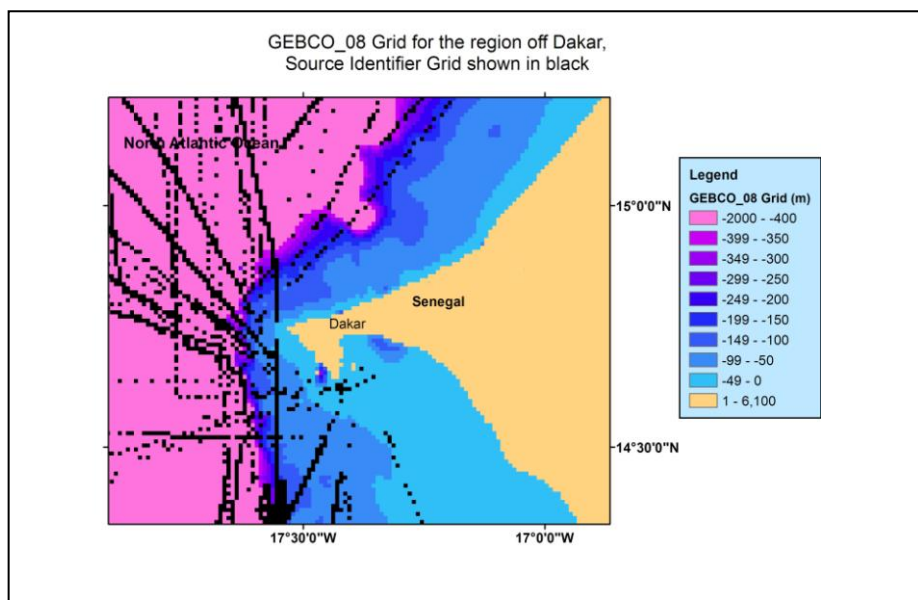 GEBCO_08 Grid for the region off Dakar,
Source Identifier Grid shown in black
North Atlantic Ocean
Senegal
Dakar
15°0'0"N
14°30'0"N
17°30'0"W
17°0'0"W
Legend
GEBCO_08 Grid (m)
-2000 - -400
-399 - -350
-349 - -300
-299 - -250
-249 - -200
-199 - -150
-149 - -100
-99 - -50
-49 - 0
1 - 6,100